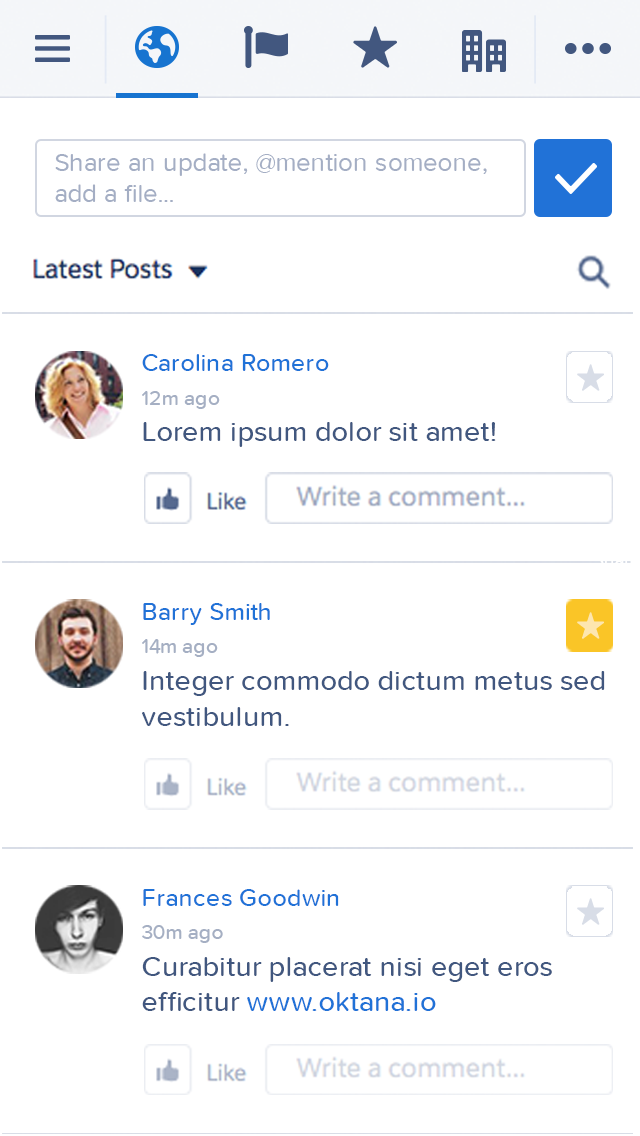 Share an update, @mention someone,
add a file...
Latest Posts
Carolina Romero
12m ago
Lorem ipsum dolor sit amet!
Like
Write a comment...
Barry Smith
14m ago
Integer commodo dictum metus sed
vestibulum.
Like
Write a comment...
Frances Goodwin
30m ago
Curabitur placerat nisi eget eros
efficitur www.oktana.io
Like
Write a comment...